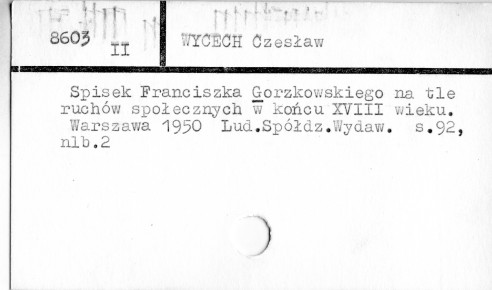 8603 II WYCECH Czesław
Spisek Franciszka Gorzkowskiego na tle
ruchów społecznych w końcu XVIII wieku.
Warszawa 1950 Lud.Spółdz.Wydaw. s.92,
nlb.2